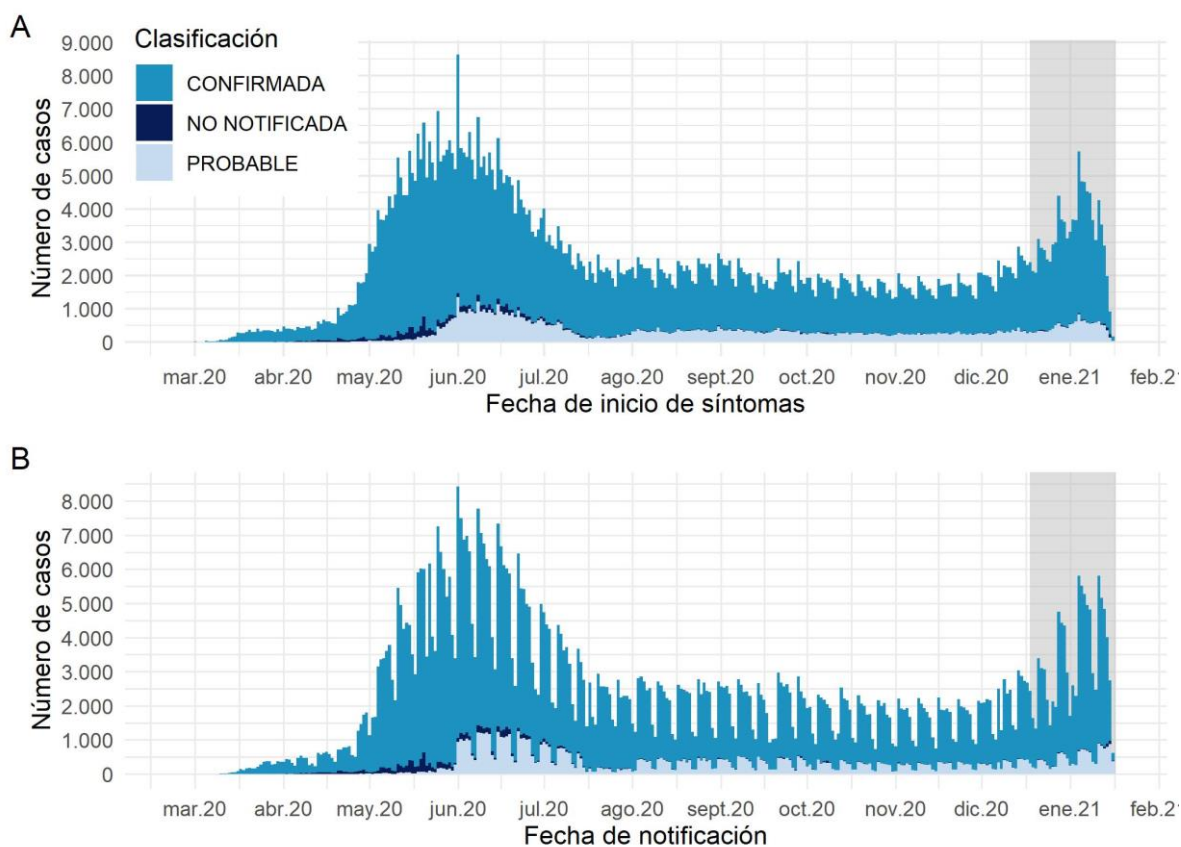 A
Clasificación
CONFIRMADA
NO NOTIFICADA
PROBABLE
Número de casos
9.000
8.000
7.000
6.000
5.000
4.000
3.000
2.000
1.000
0
mar.20 abr.20 may.20 jun.20 jul.20 ago.20 sept.20 oct.20 nov.20 dic.20 ene.21 feb.21
Fecha de inicio de síntomas
B
Número de casos
8.000
7.000
6.000
5.000
4.000
3.000
2.000
1.000
0
mar.20 abr.20 may.20 jun.20 jul.20 ago.20 sept.20 oct.20 nov.20 dic.20 ene.21 feb.21
Fecha de notificación